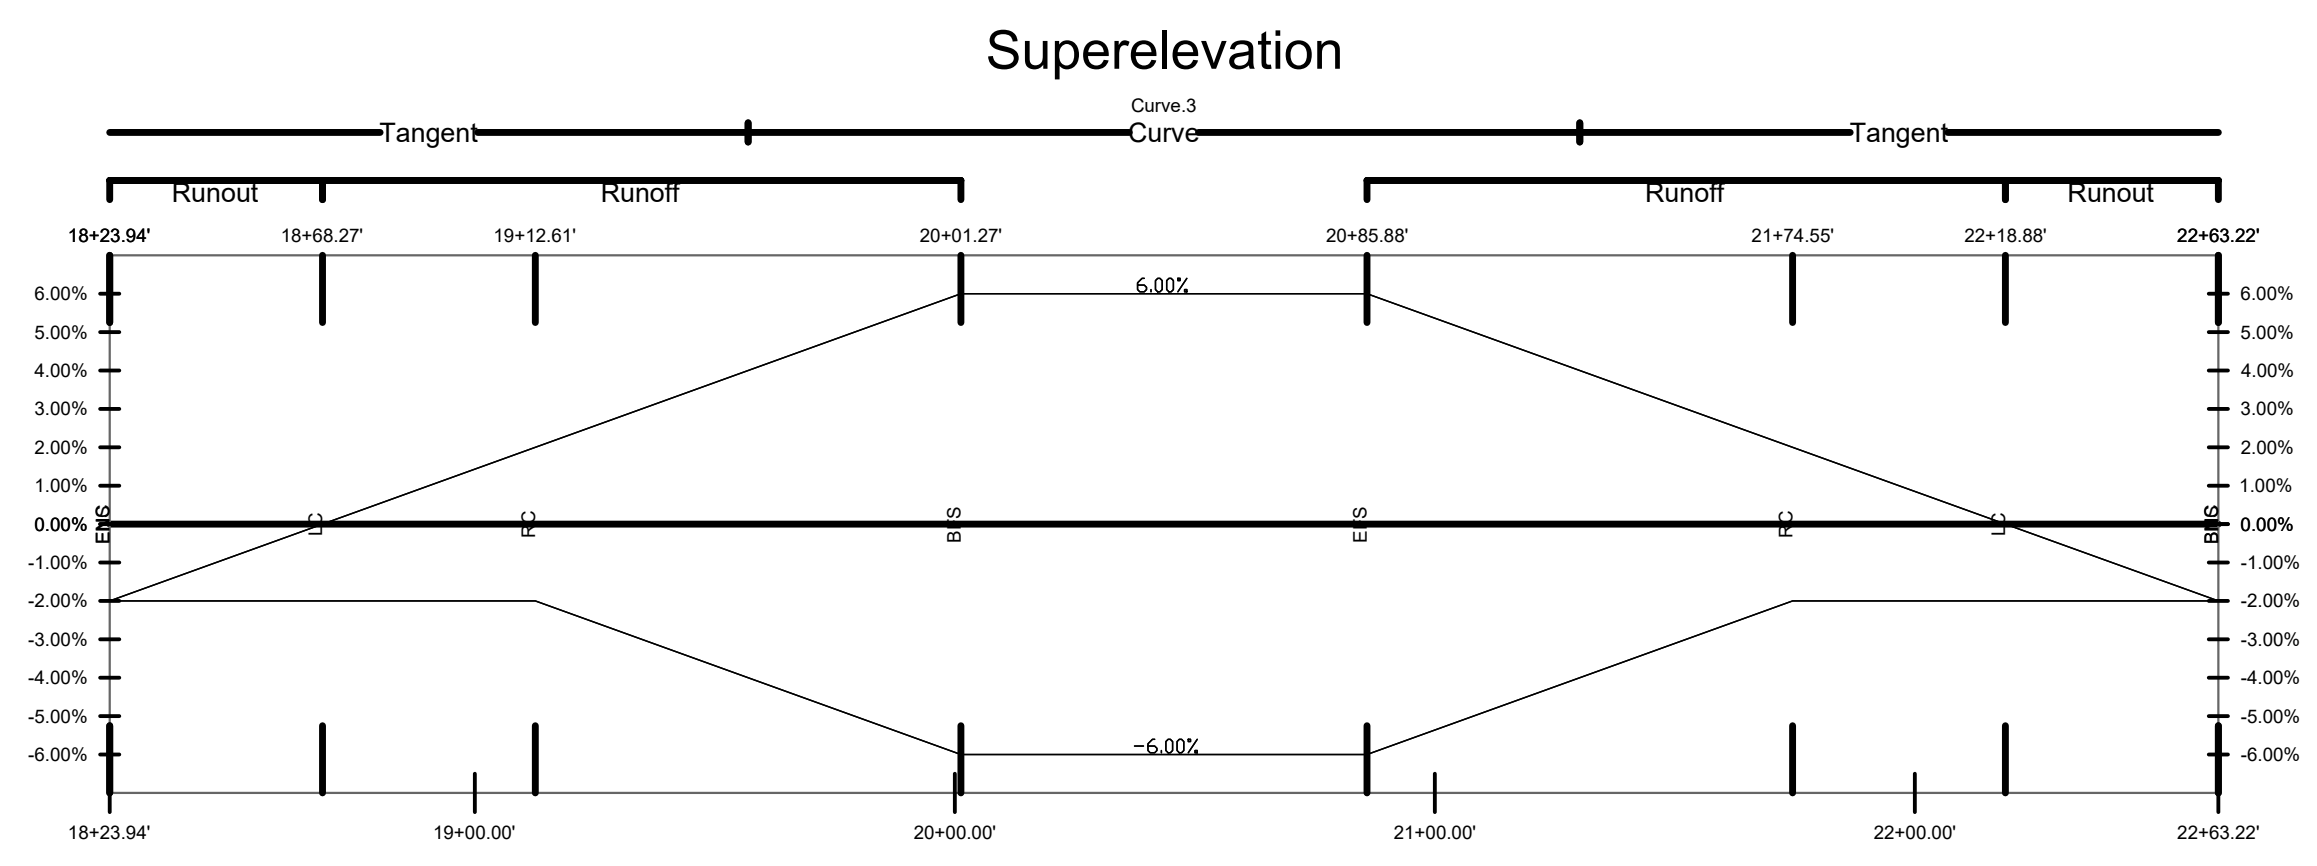 Superelevation
Curve.3
Tangent Curve Tangent
Runout Runoff Runoff Runout
18+23.94' 18+68.27' 19+12.61' 20+01.27' 20+85.88' 21+74.55' 22+18.88' 22+63.22'
6.00% 6.00% 6.00%
5.00% 5.00%
4.00% 4.00%
3.00% 3.00%
2.00% 2.00%
1.00% 1.00%
0.00% LC RC BFS EFS RC LC 0.00%
-1.00% -1.00%
-2.00% -2.00%
-3.00% -3.00%
-4.00% -4.00%
-5.00% -5.00%
-6.00% -6.00% -6.00%
18+23.94' 19+00.00' 20+00.00' 21+00.00' 22+00.00' 22+63.22'